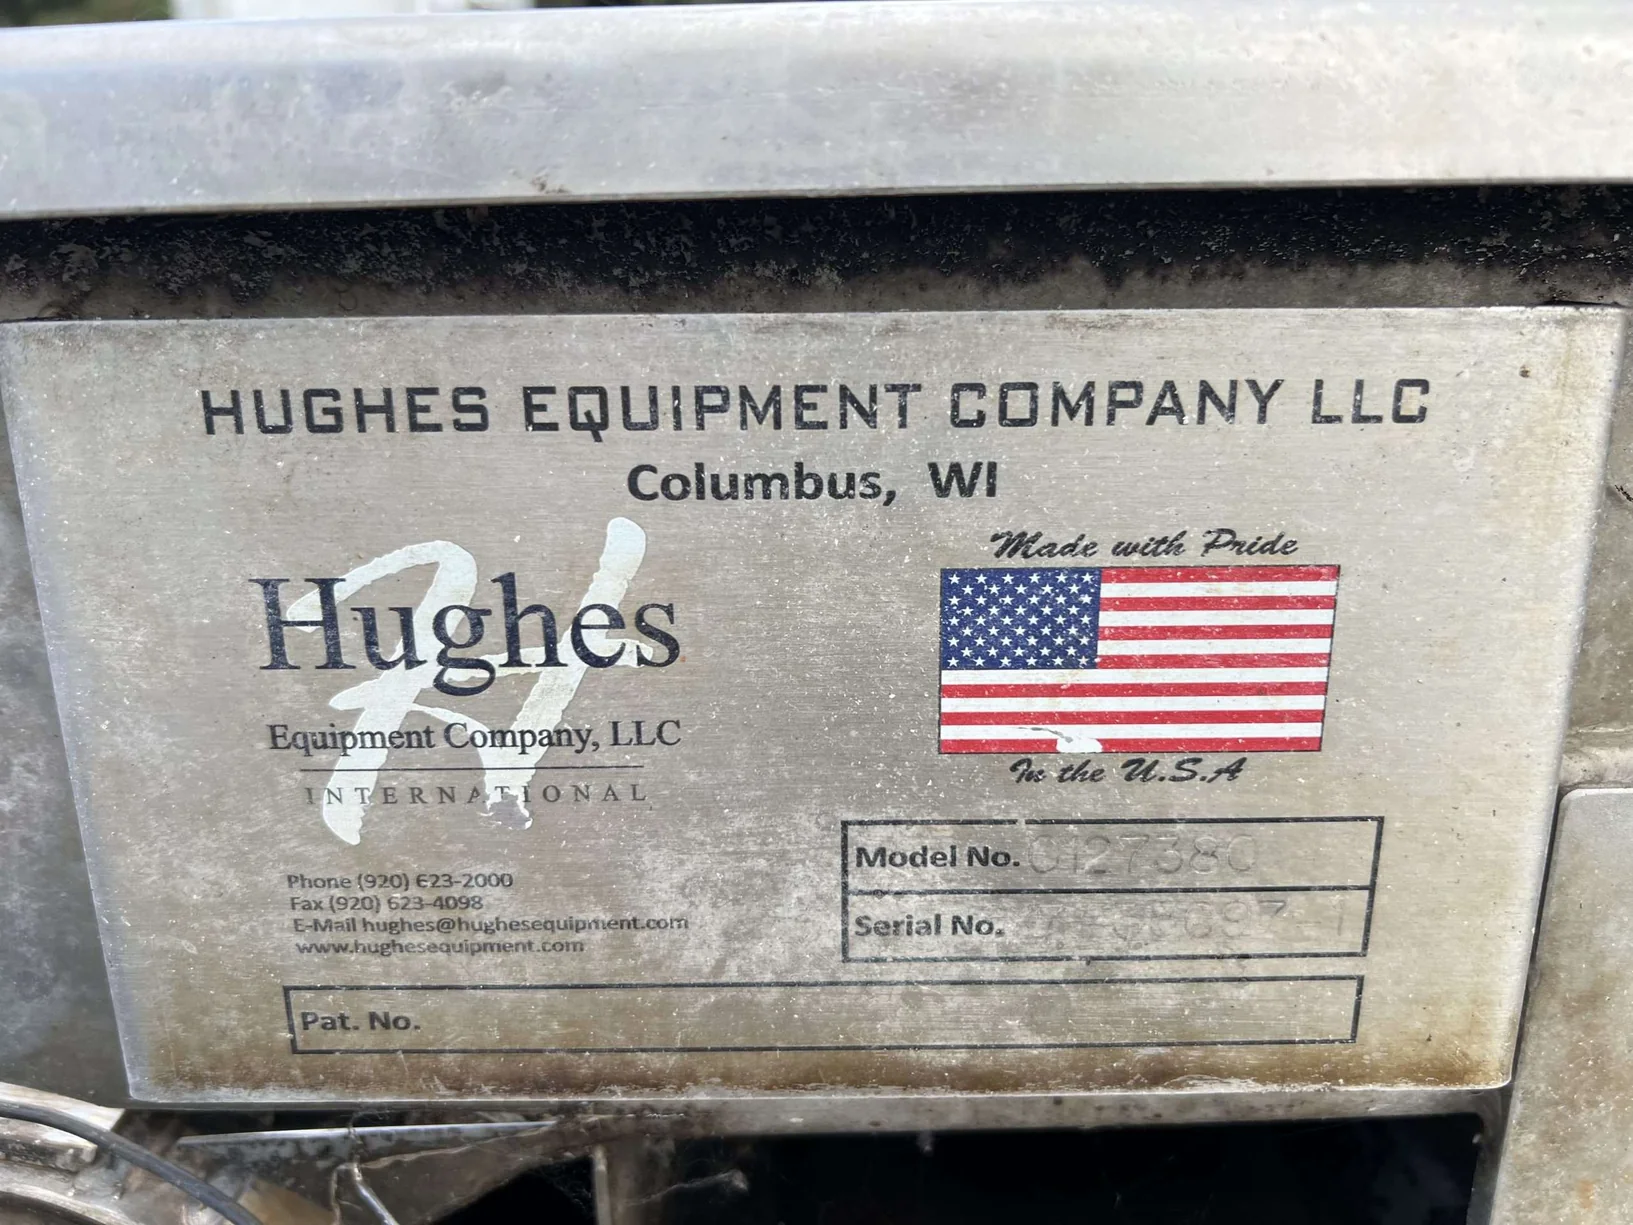 HUGHES EQUIPMENT COMPANY LLC
Columbus, WI
Hughes
Equipment Company, LLC
INTERNATIONAL
Made with Pride
In the U.S.A
Phone (920) 623-2000
Fax (920) 623-4098
E-Mail hughes@hughesequipment.com
www.hughesequipment.com
Model No.
Serial No.
Pat. No.